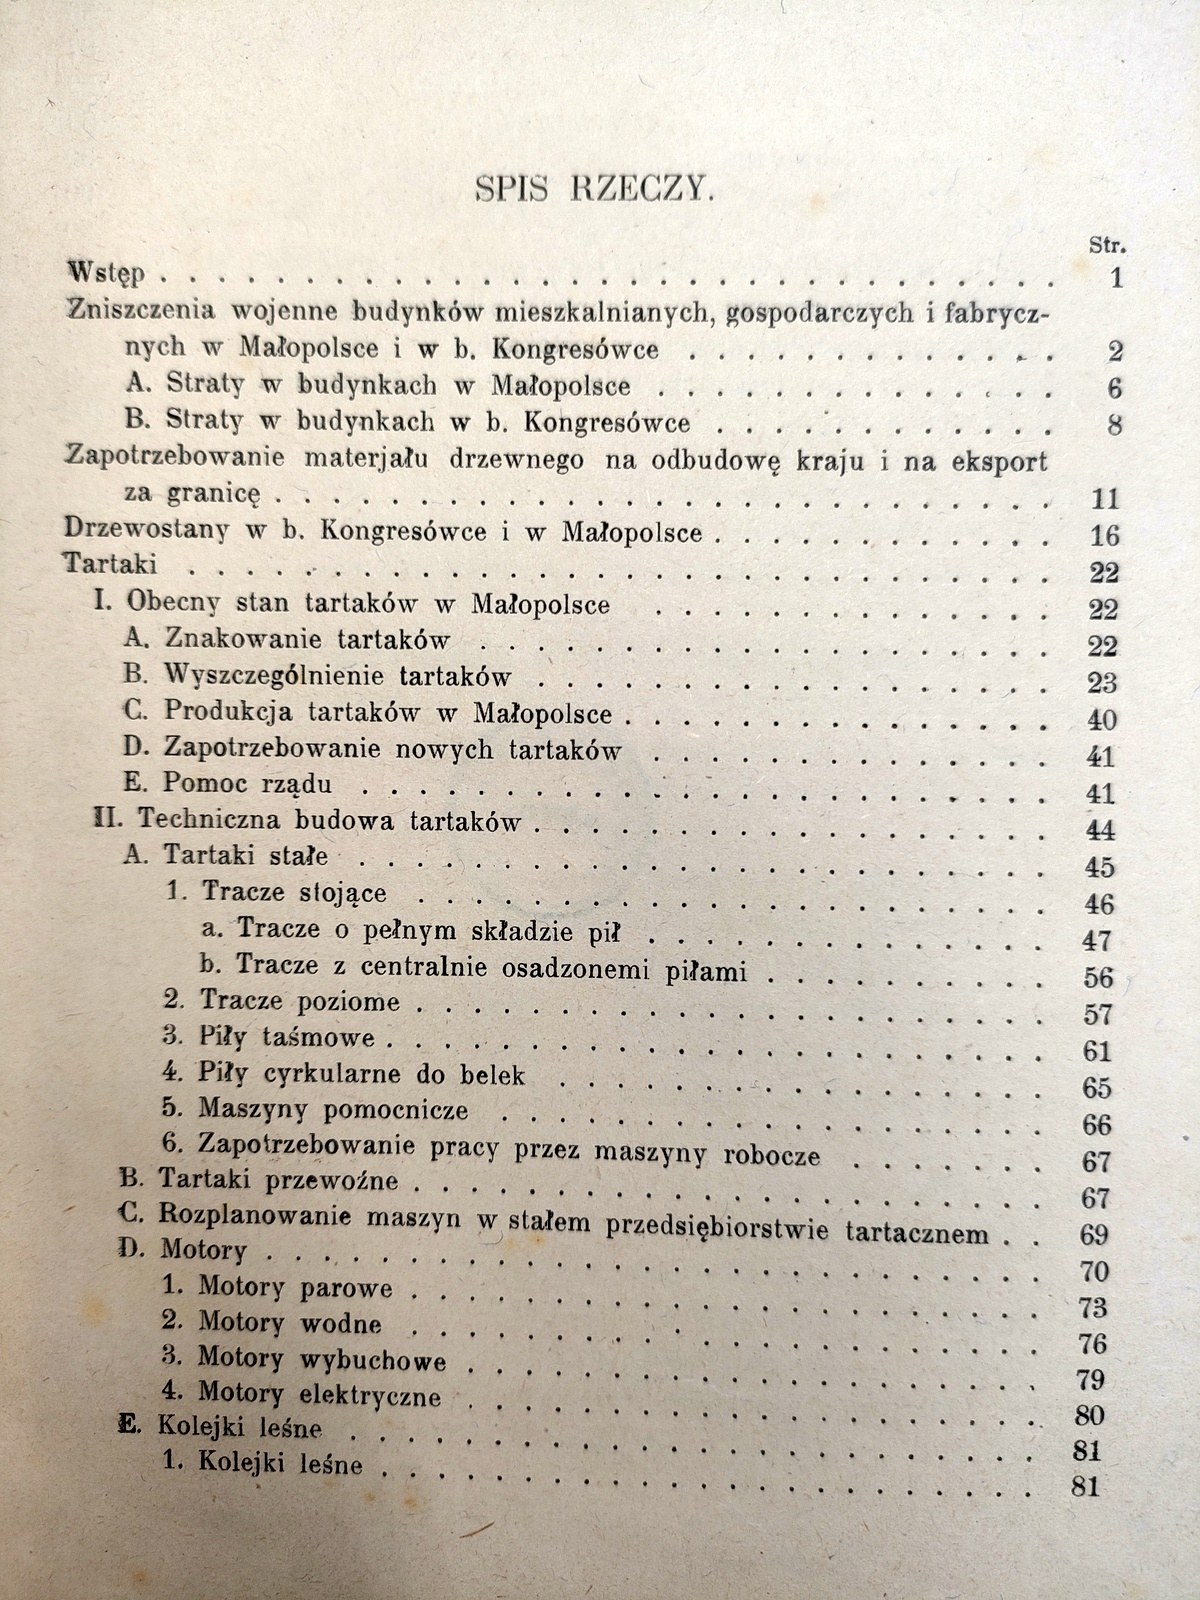 SPIS RZECZY.
Str.
Wstęp . . . . . . . . . . . . . . . . . . . . . . . . . . . . . . . 1
Zniszczenia wojenne budynków mieszkalnianych, gospodarczych i fabrycz-
nych w Małopolsce i w b. Kongresówce . . . . . . . . . . . . . 2
A. Straty w budynkach w Małopolsce . . . . . . . . . . . . . . 6
B. Straty w budynkach w b. Kongresówce . . . . . . . . . . . . 8
Zapotrzebowanie materjału drzewnego na odbudowę kraju i na eksport
za granicę . . . . . . . . . . . . . . . . . . . . . . . . . . . 11
Drzewostany w b. Kongresówce i w Małopolsce . . . . . . . . . . . . 16
Tartaki . . . . . . . . . . . . . . . . . . . . . . . . . . . . . . 22
I. Obecny stan tartaków w Małopolsce . . . . . . . . . . . . . . 22
A. Znakowanie tartaków . . . . . . . . . . . . . . . . . . . . 22
B. Wyszczególnienie tartaków . . . . . . . . . . . . . . . . . . 23
C. Produkcja tartaków w Małopolsce . . . . . . . . . . . . . . . 40
D. Zapotrzebowanie nowych tartaków . . . . . . . . . . . . . . 41
E. Pomoc rządu . . . . . . . . . . . . . . . . . . . . . . . . 41
II. Techniczna budowa tartaków . . . . . . . . . . . . . . . . . . 44
A. Tartaki stałe . . . . . . . . . . . . . . . . . . . . . . . . 45
1. Tracze stojące . . . . . . . . . . . . . . . . . . . . . . 46
a. Tracze o pełnym składzie pił . . . . . . . . . . . . . . 47
b. Tracze z centralnie osadzonemi piłami . . . . . . . . . . 56
2. Tracze poziome . . . . . . . . . . . . . . . . . . . . . . 57
3. Piły taśmowe . . . . . . . . . . . . . . . . . . . . . . . 61
4. Piły cyrkularne do belek . . . . . . . . . . . . . . . . . 65
5. Maszyny pomocnicze . . . . . . . . . . . . . . . . . . . 66
6. Zapotrzebowanie pracy przez maszyny robocze . . . . . . . 67
B. Tartaki przewoźne . . . . . . . . . . . . . . . . . . . . . . 67
C. Rozplanowanie maszyn w stałem przedsiębiorstwie tartacznem . . 69
D. Motory . . . . . . . . . . . . . . . . . . . . . . . . . . . 70
1. Motory parowe . . . . . . . . . . . . . . . . . . . . . . 73
2. Motory wodne . . . . . . . . . . . . . . . . . . . . . . 76
3. Motory wybuchowe . . . . . . . . . . . . . . . . . . . . 79
4. Motory elektryczne . . . . . . . . . . . . . . . . . . . . 80
E. Kolejki leśne . . . . . . . . . . . . . . . . . . . . . . . . 81
1. Kolejki leśne . . . . . . . . . . . . . . . . . . . . . . . 81